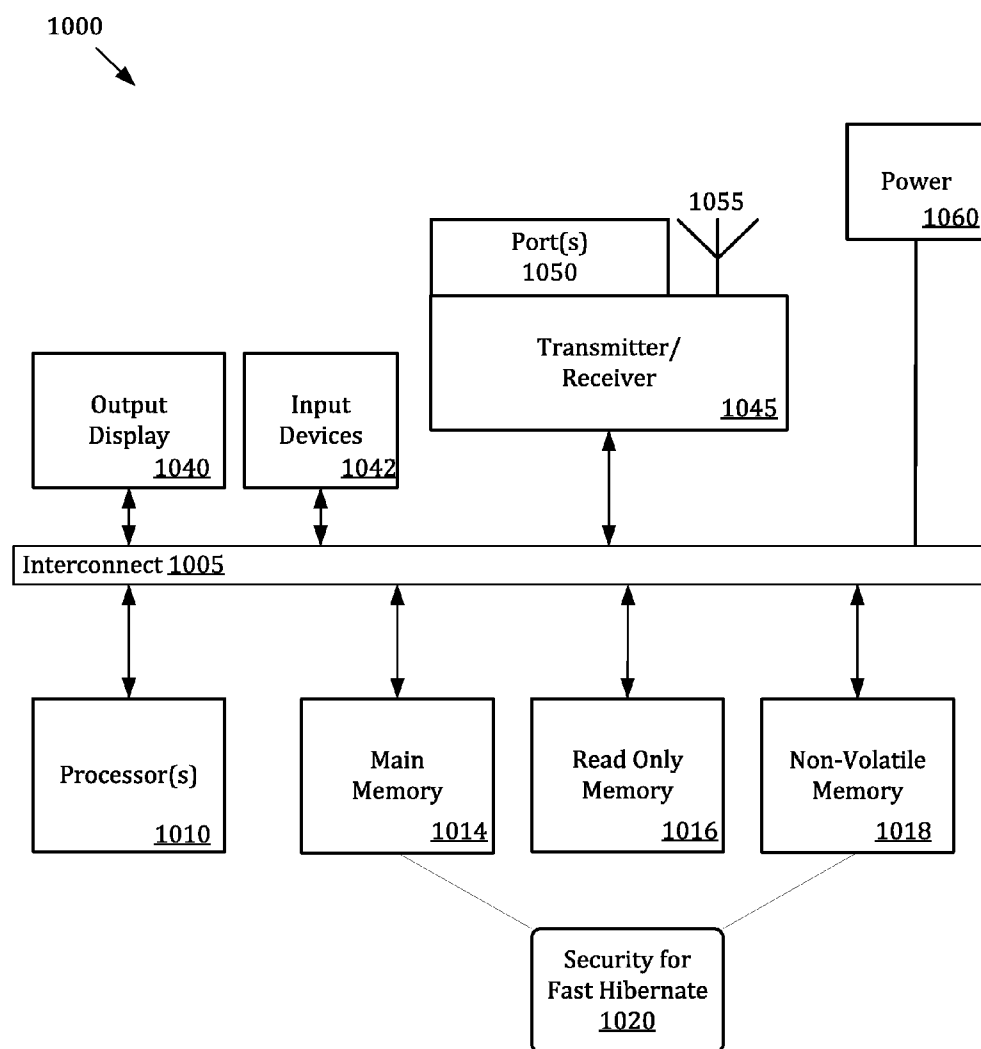 1000
Power
1060
1055
Port(s)
1050
Transmitter/
Receiver
1045
Output
Display
1040
Input
Devices
1042
Interconnect 1005
Processor(s)
1010
Main
Memory
1014
Read Only
Memory
1016
Non-Volatile
Memory
1018
Security for
Fast Hibernate
1020